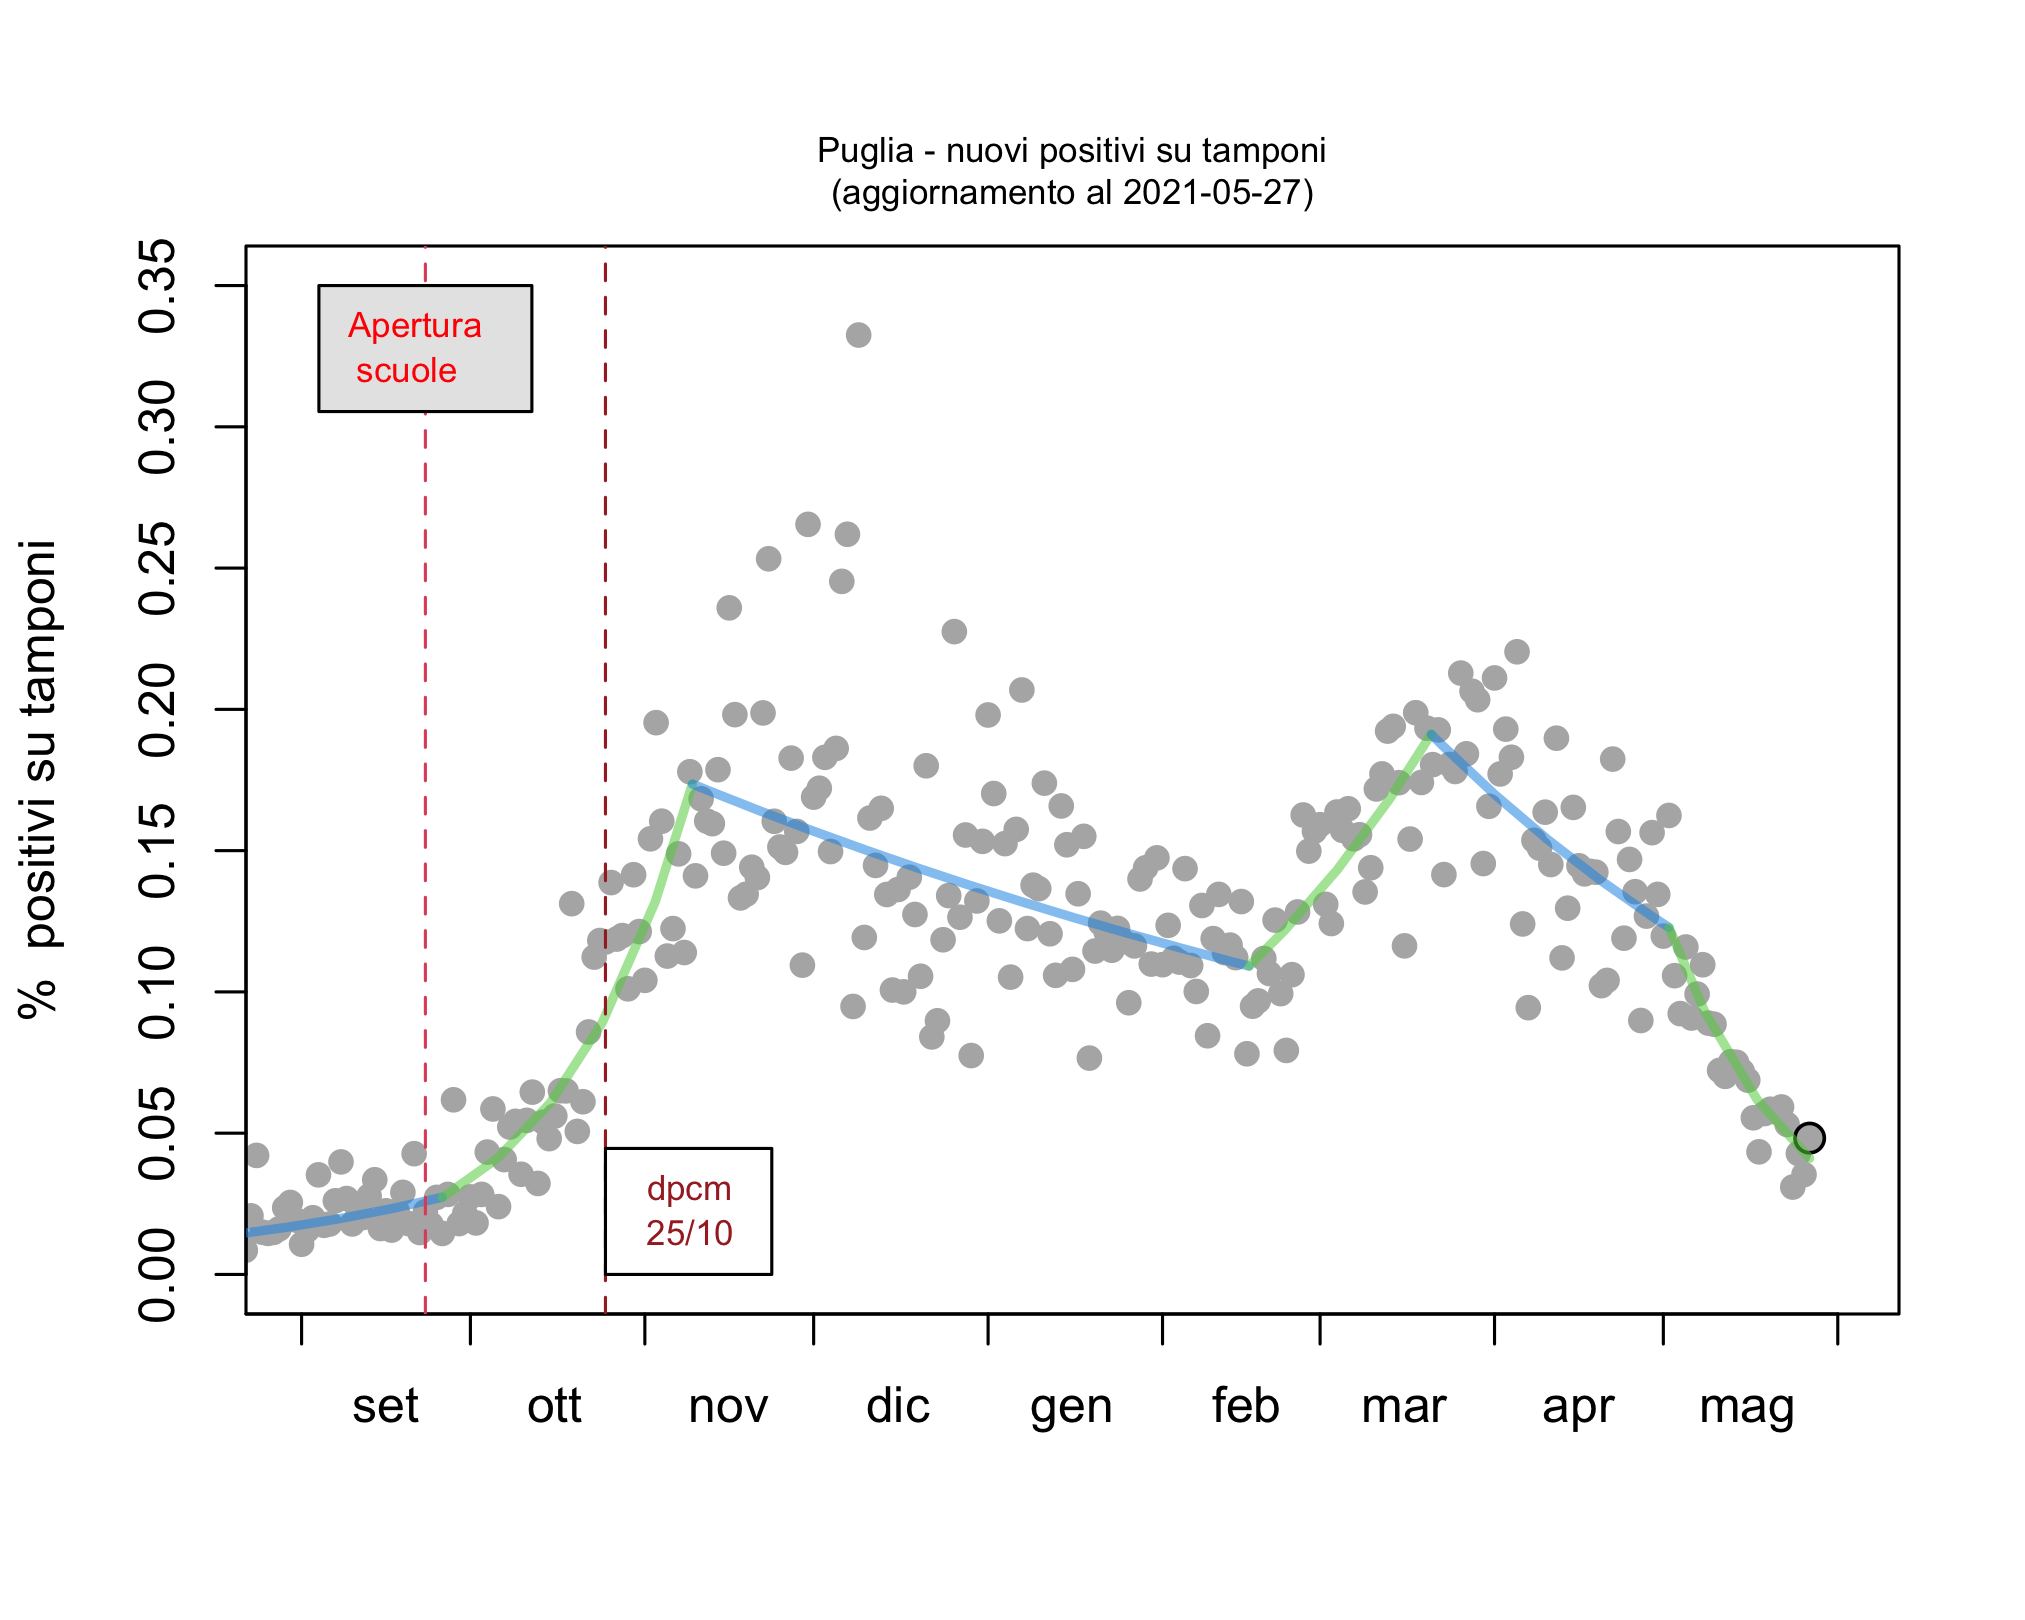 Puglia - nuovi positivi su tamponi
(aggiornamento al 2021-05-27)
% positivi su tamponi
0.35
0.30
0.25
0.20
0.15
0.10
0.05
0.00
Apertura
scuole
dpcm
25/10
set ott nov dic gen feb mar apr mag